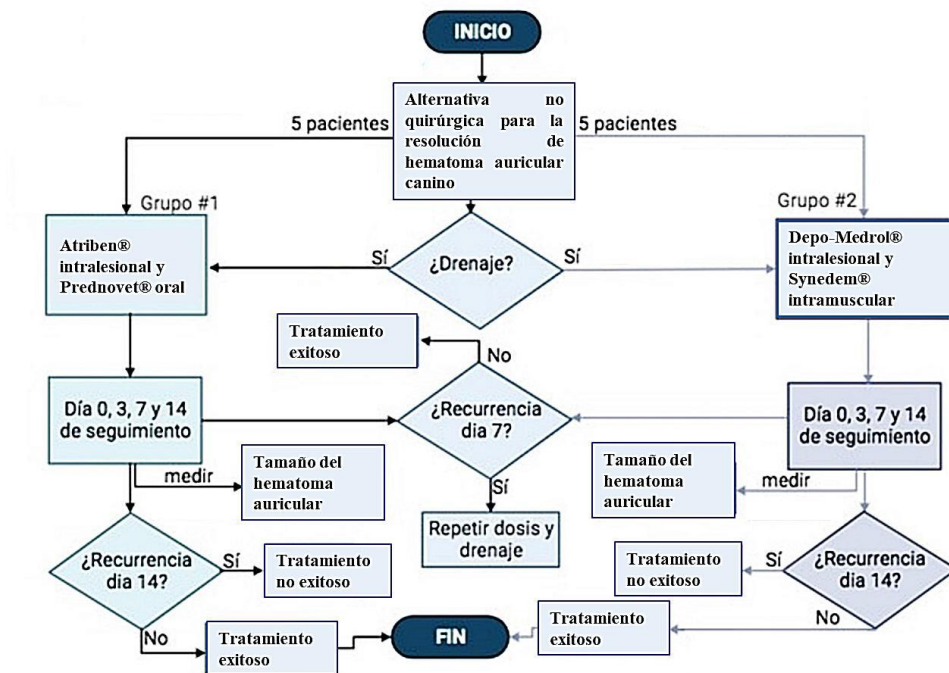 INICIO
Alternativa no
quirúrgica para la
resolución de
hematoma auricular
canino
5 pacientes
5 pacientes
Grupo #1
Grupo #2
Atriben®
intralesional y
Prednovet® oral
Sí
¿Drenaje?
Sí
Depo-Medrol®
intralesional y
Synedem®
intramuscular
Tratamiento
exitoso
No
Día 0, 3, 7 y 14
de seguimiento
¿Recurrencia
dia 7?
Día 0, 3, 7 y 14
de seguimiento
medir
Tamaño del
hematoma
auricular
Sí
Tamaño del
hematoma
auricular
medir
Repetir dosis y
drenaje
¿Recurrencia
dia 14?
Sí
Tratamiento
no exitoso
Tratamiento
no exitoso
Sí
¿Recurrencia
dia 14?
No
Tratamiento
exitoso
FIN
Tratamiento
exitoso
No